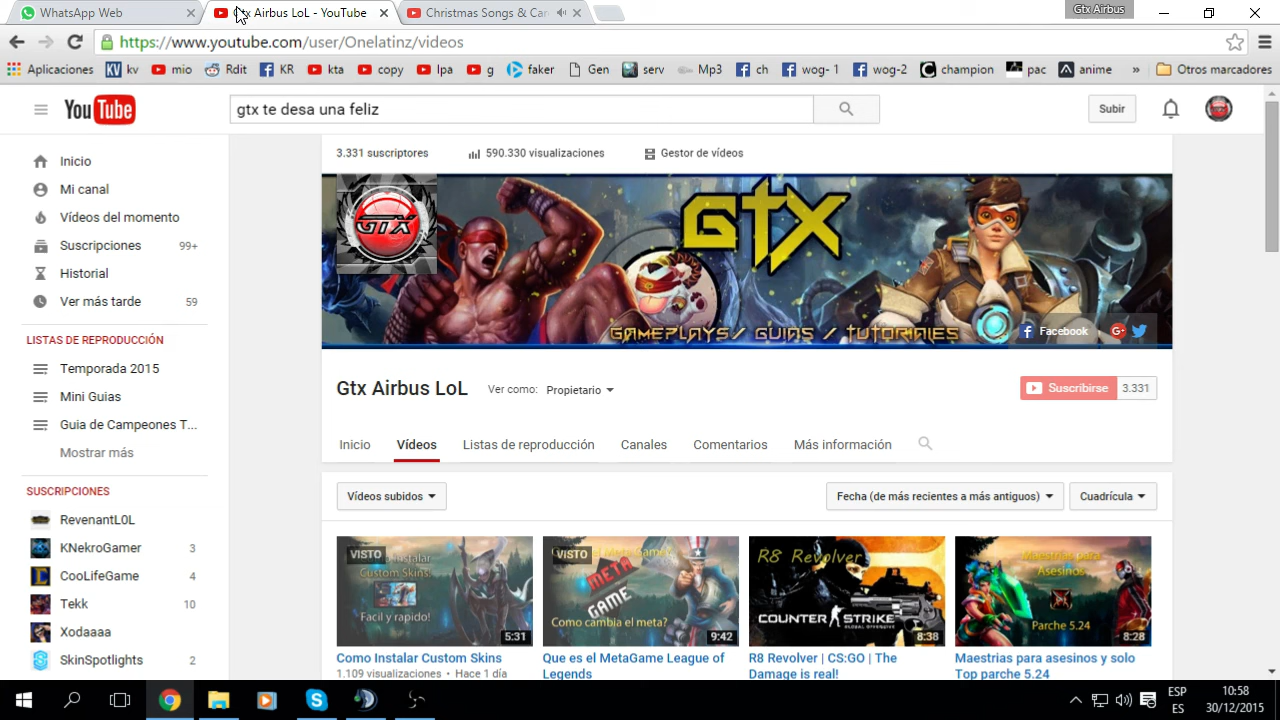 WhatsApp Web
Gtx Airbus LoL - YouTube
Christmas Songs & Car
Gtx Airbus
https://www.youtube.com/user/Onelatinz/videos
Aplicaciones KV kv mio Rdit KR kta copy lpa g faker Gen serv Mp3 ch wog- 1 wog-2 champion pac anime » Otros marcadores
YouTube
gtx te desa una feliz
Subir
Inicio
Mi canal
Vídeos del momento
Suscripciones 99+
Historial
Ver más tarde 59
LISTAS DE REPRODUCCIÓN
Temporada 2015
Mini Guias
Guia de Campeones T...
Mostrar más
SUSCRIPCIONES
RevenantL0L
KNekroGamer 3
CooLifeGame 4
Tekk 10
Xodaaaa
SkinSpotlights 2
3.331 suscriptores 590.330 visualizaciones Gestor de vídeos
GTX
GTX
GAMEPLAYS/ GUIAS / TUTORIALES
Facebook
Gtx Airbus LoL Ver como: Propietario
Suscribirse 3.331
Inicio Vídeos Listas de reproducción Canales Comentarios Más información
Vídeos subidos
Fecha (de más recientes a más antiguos) Cuadrícula
VISTO
Instalar
Custom Skins!
Facil y rapido!
5:31
Como Instalar Custom Skins
1.109 visualizaciones • Hace 1 día
VISTO
Meta Game?
META
GAME
Como cambia el meta?
9:42
Que es el MetaGame League of
Legends
R8 Revolver
COUNTER STRIKE
GLOBAL OFFENSIVE
8:38
R8 Revolver | CS:GO | The
Damage is real!
Maestrias para
Asesinos
Parche 5.24
8:28
Maestrias para asesinos y solo
Top parche 5.24
ESP
ES
10:58
30/12/2015